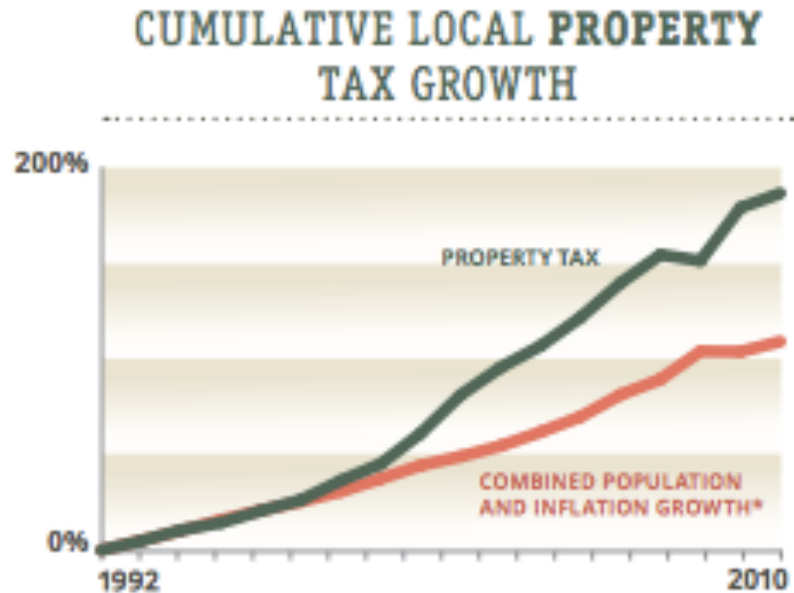 CUMULATIVE LOCAL PROPERTY
TAX GROWTH
200%
PROPERTY TAX
COMBINED POPULATION
AND INFLATION GROWTH*
0%
1992
2010